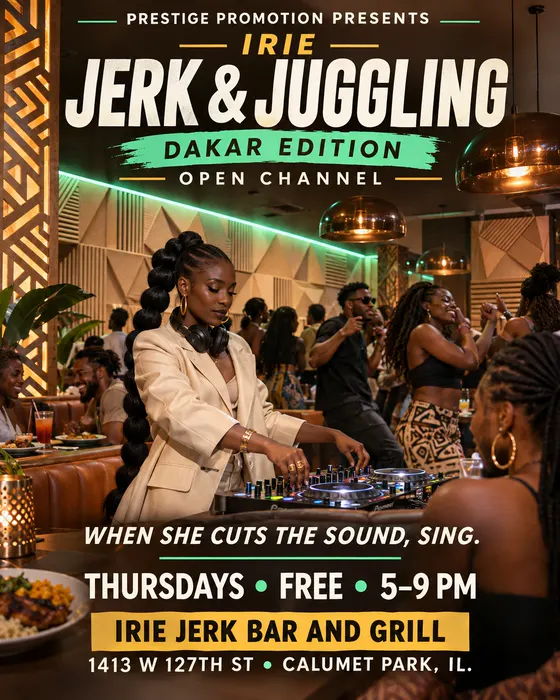 PRESTIGE PROMOTION PRESENTS
IRIE
JERK & JUGGLING
DAKAR EDITION
OPEN CHANNEL
WHEN SHE CUTS THE SOUND, SING.
THURSDAYS • FREE • 5–9 PM
IRIE JERK BAR AND GRILL
1413 W 127TH ST • CALUMET PARK, IL.